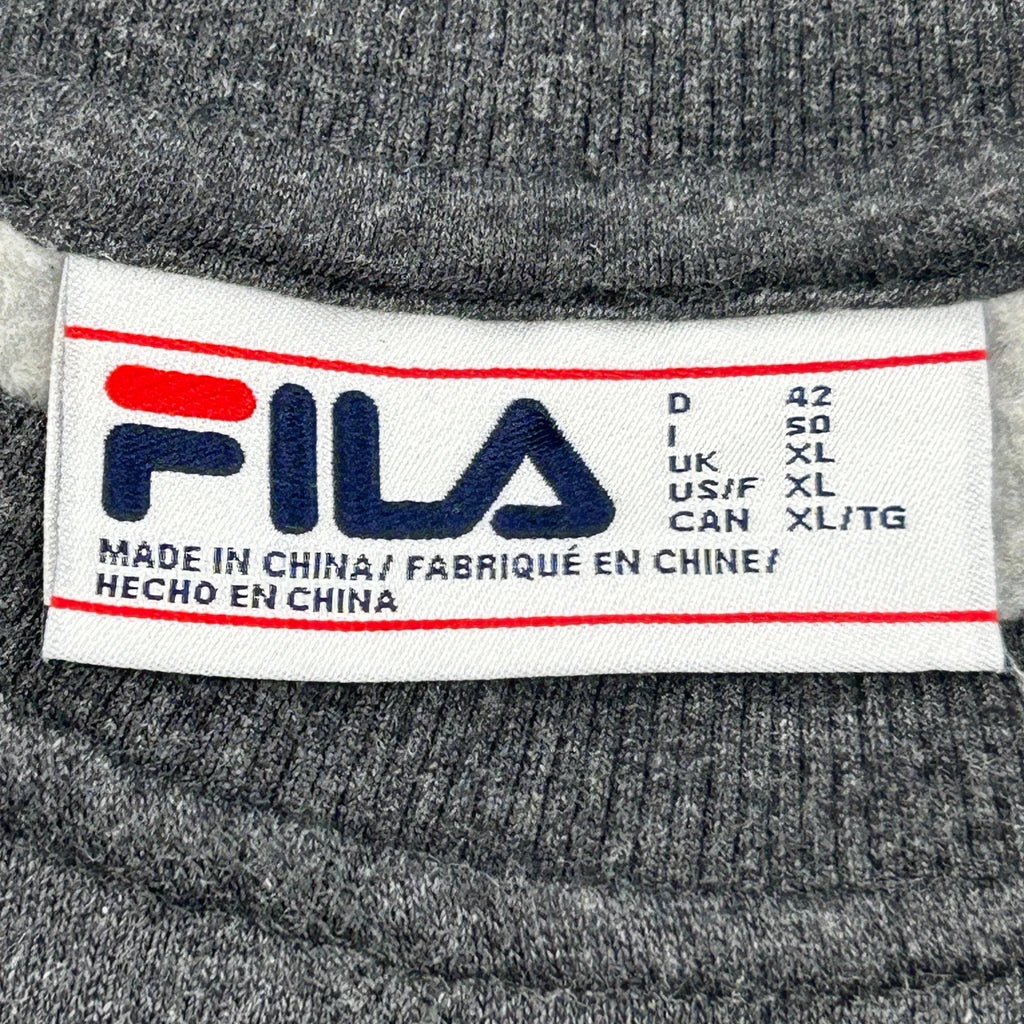 FILA
D 42
I 50
UK XL
US/F XL
CAN XL/TG
MADE IN CHINA/ FABRIQUÉ EN CHINE/
HECHO EN CHINA